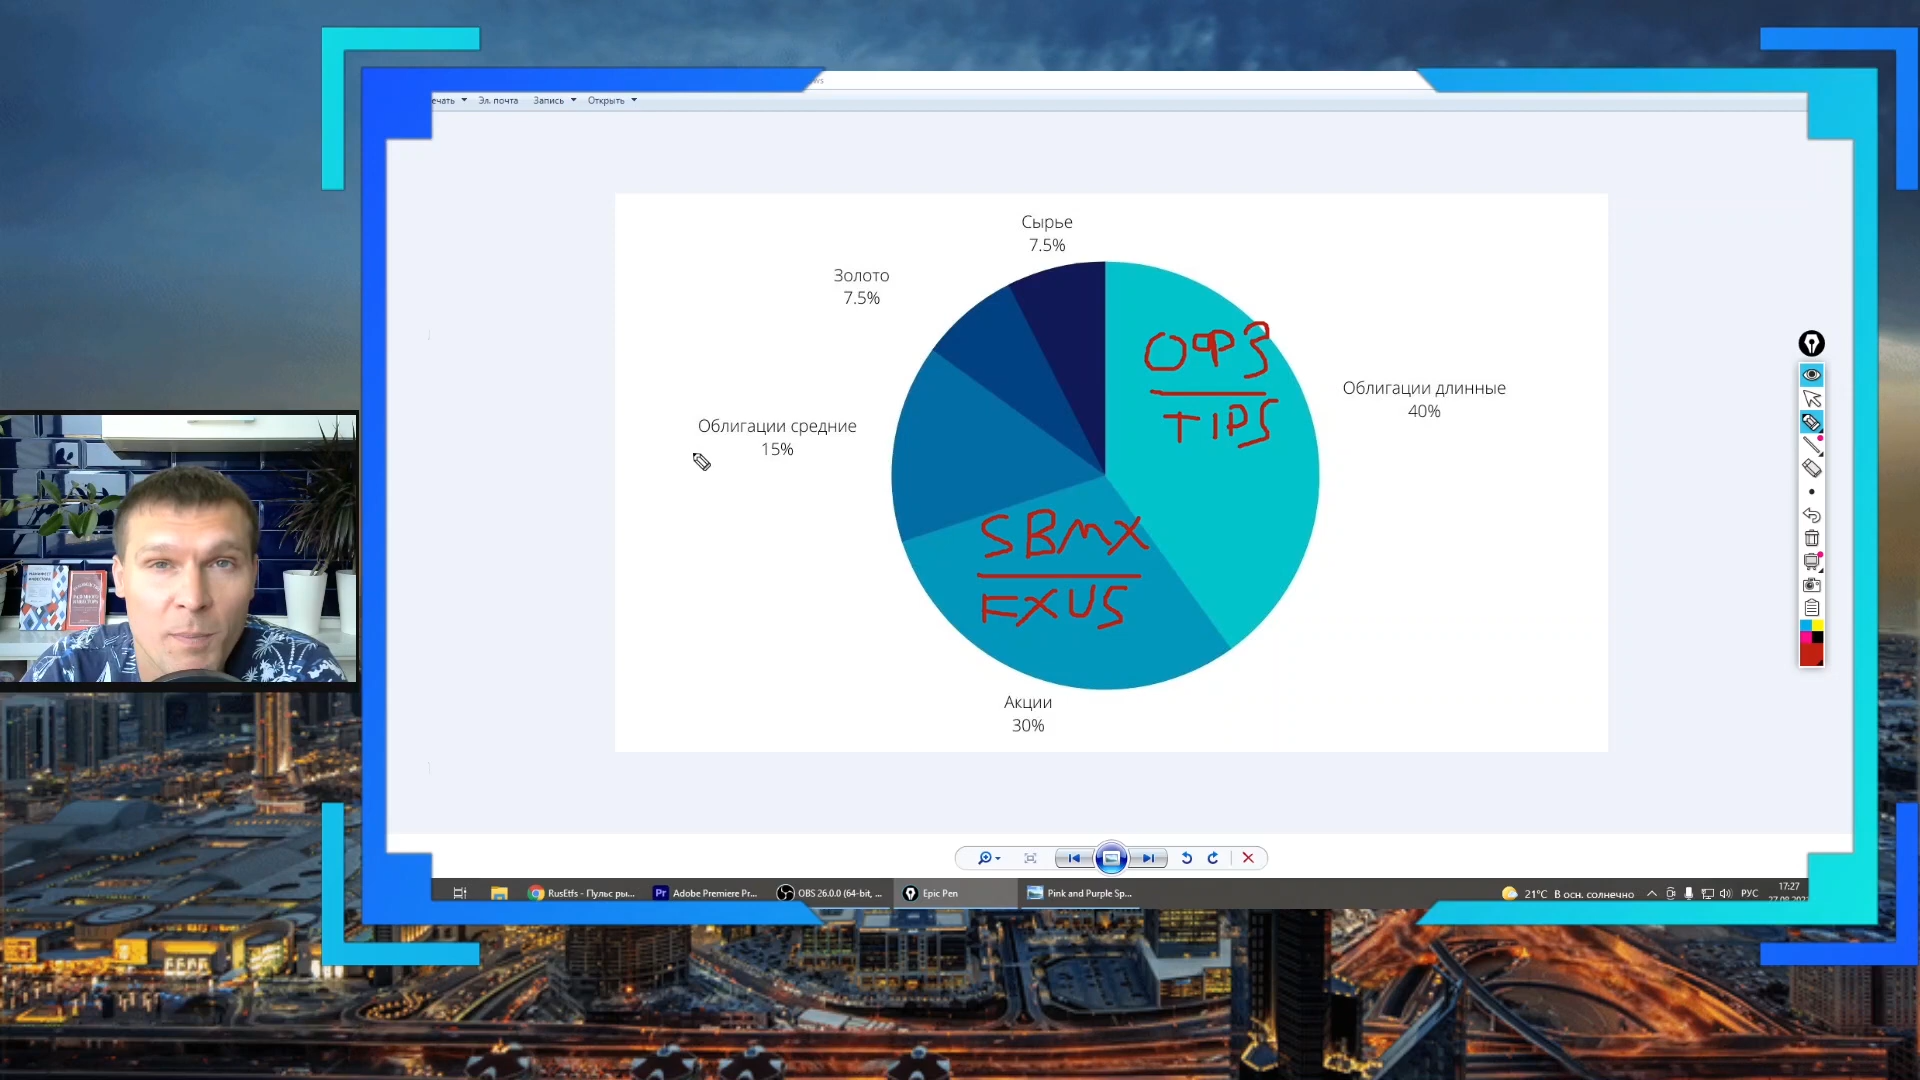 Эл. почта Запись Открыть
Сырье
7.5%
Золото
7.5%
ОФЗ
TIPS
Облигации длинные
40%
Облигации средние
15%
SBMX
FXUS
Акции
30%
RusEtfs - Пульс ры... Adobe Premiere Pr... OBS 26.0.0 (64-bit, ... Epic Pen Pink and Purple Sp... 21°C В осн. солнечно РУС 17:27